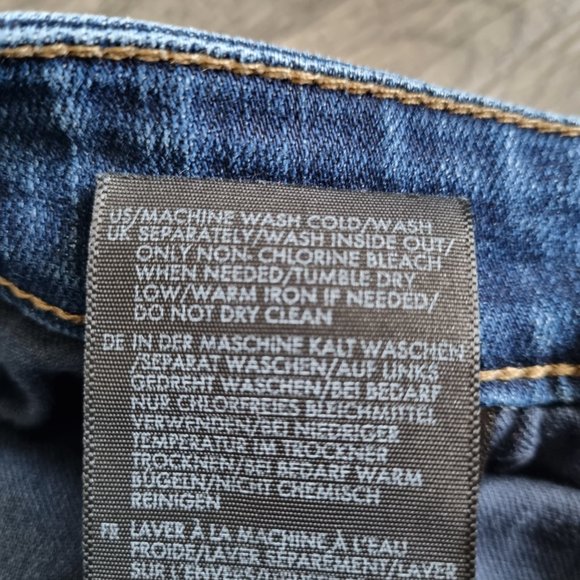 US/MACHINE WASH COLD/WASH
UK SEPARATELY/WASH INSIDE OUT/
ONLY NON-CHLORINE BLEACH
WHEN NEEDED/TUMBLE DRY
LOW/WARM IRON IF NEEDED/
DO NOT DRY CLEAN
DE IN DER MASCHINE KALT WASCHEN
/SEPARAT WASCHEN/AUF LINKS
GEDREHT WASCHEN/BEI BEDARF
NUR CHLORFREIES BLEICHMITTEL
VERWENDEN/BEI NIEDRIGER
TEMPERATUR IM TROCKNER
TROCKNEN/BEI BEDARF WARM
BÜGELN/NICHT CHEMISCH
REINIGEN
FR LAVER À LA MACHINE À L'EAU
FROIDE/LAVER SÉPARÉMENT/LAVER
SUR L'ENVERS/